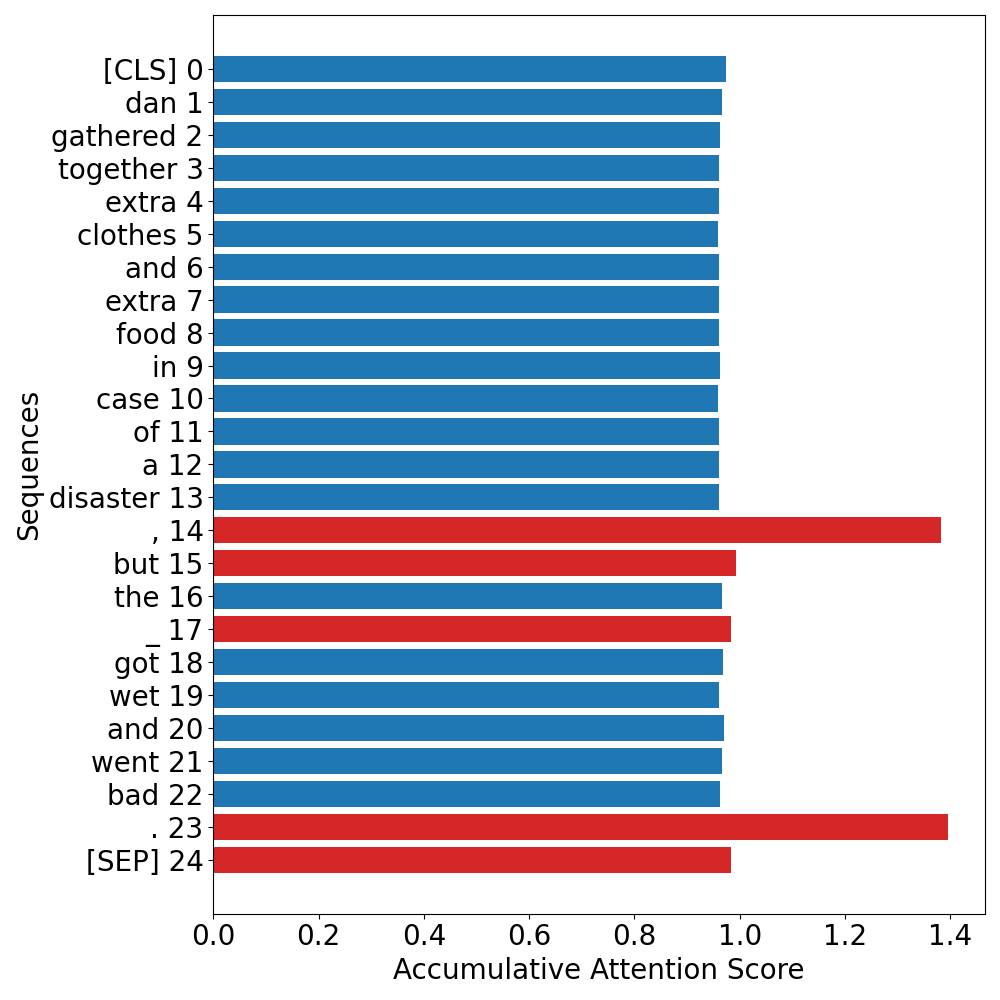 Sequences
[CLS] 0
dan 1
gathered 2
together 3
extra 4
clothes 5
and 6
extra 7
food 8
in 9
case 10
of 11
a 12
disaster 13
, 14
but 15
the 16
_ 17
got 18
wet 19
and 20
went 21
bad 22
. 23
[SEP] 24
0.0 0.2 0.4 0.6 0.8 1.0 1.2 1.4
Accumulative Attention Score